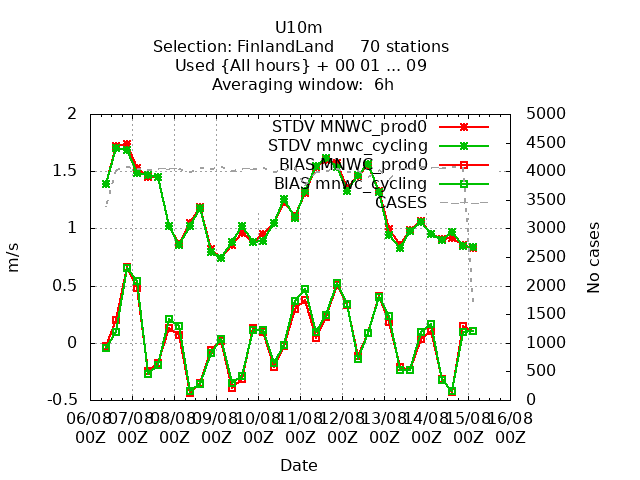 U10m
Selection: FinlandLand     70 stations
Used {All hours} + 00 01 ... 09
Averaging window:  6h
2
1.5
1
0.5
0
-0.5
m/s
5000
4500
4000
3500
3000
2500
2000
1500
1000
500
0
No cases
STDV MNWC_prod0
STDV mnwc_cycling
BIAS MNWC_prod0
BIAS mnwc_cycling
CASES
06/08 07/08 08/08 09/08 10/08 11/08 12/08 13/08 14/08 15/08 16/08
00Z 00Z 00Z 00Z 00Z 00Z 00Z 00Z 00Z 00Z 00Z
Date